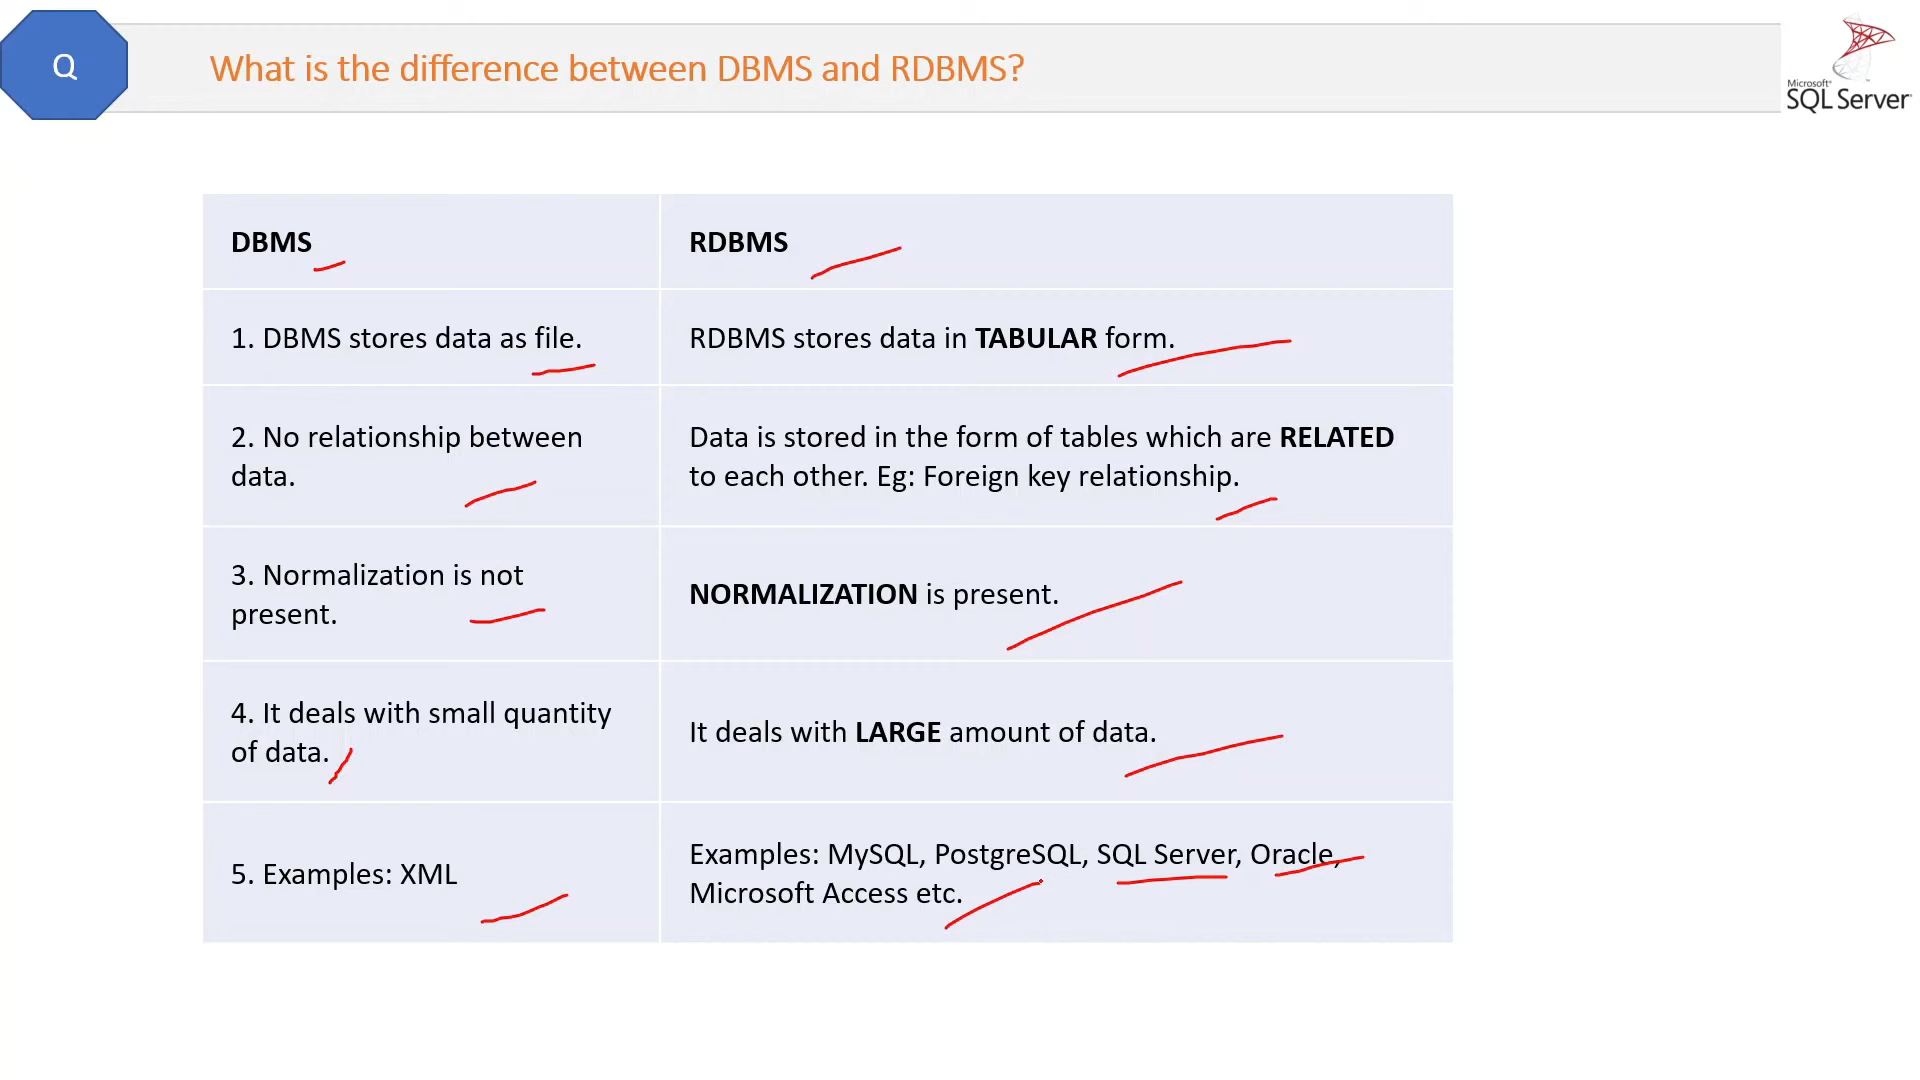 Q
What is the difference between DBMS and RDBMS?
Microsoft®
SQL Server
DBMS
RDBMS
1. DBMS stores data as file.
RDBMS stores data in TABULAR form.
2. No relationship between
data.
Data is stored in the form of tables which are RELATED
to each other. Eg: Foreign key relationship.
3. Normalization is not
present.
NORMALIZATION is present.
4. It deals with small quantity
of data.
It deals with LARGE amount of data.
5. Examples: XML
Examples: MySQL, PostgreSQL, SQL Server, Oracle,
Microsoft Access etc.